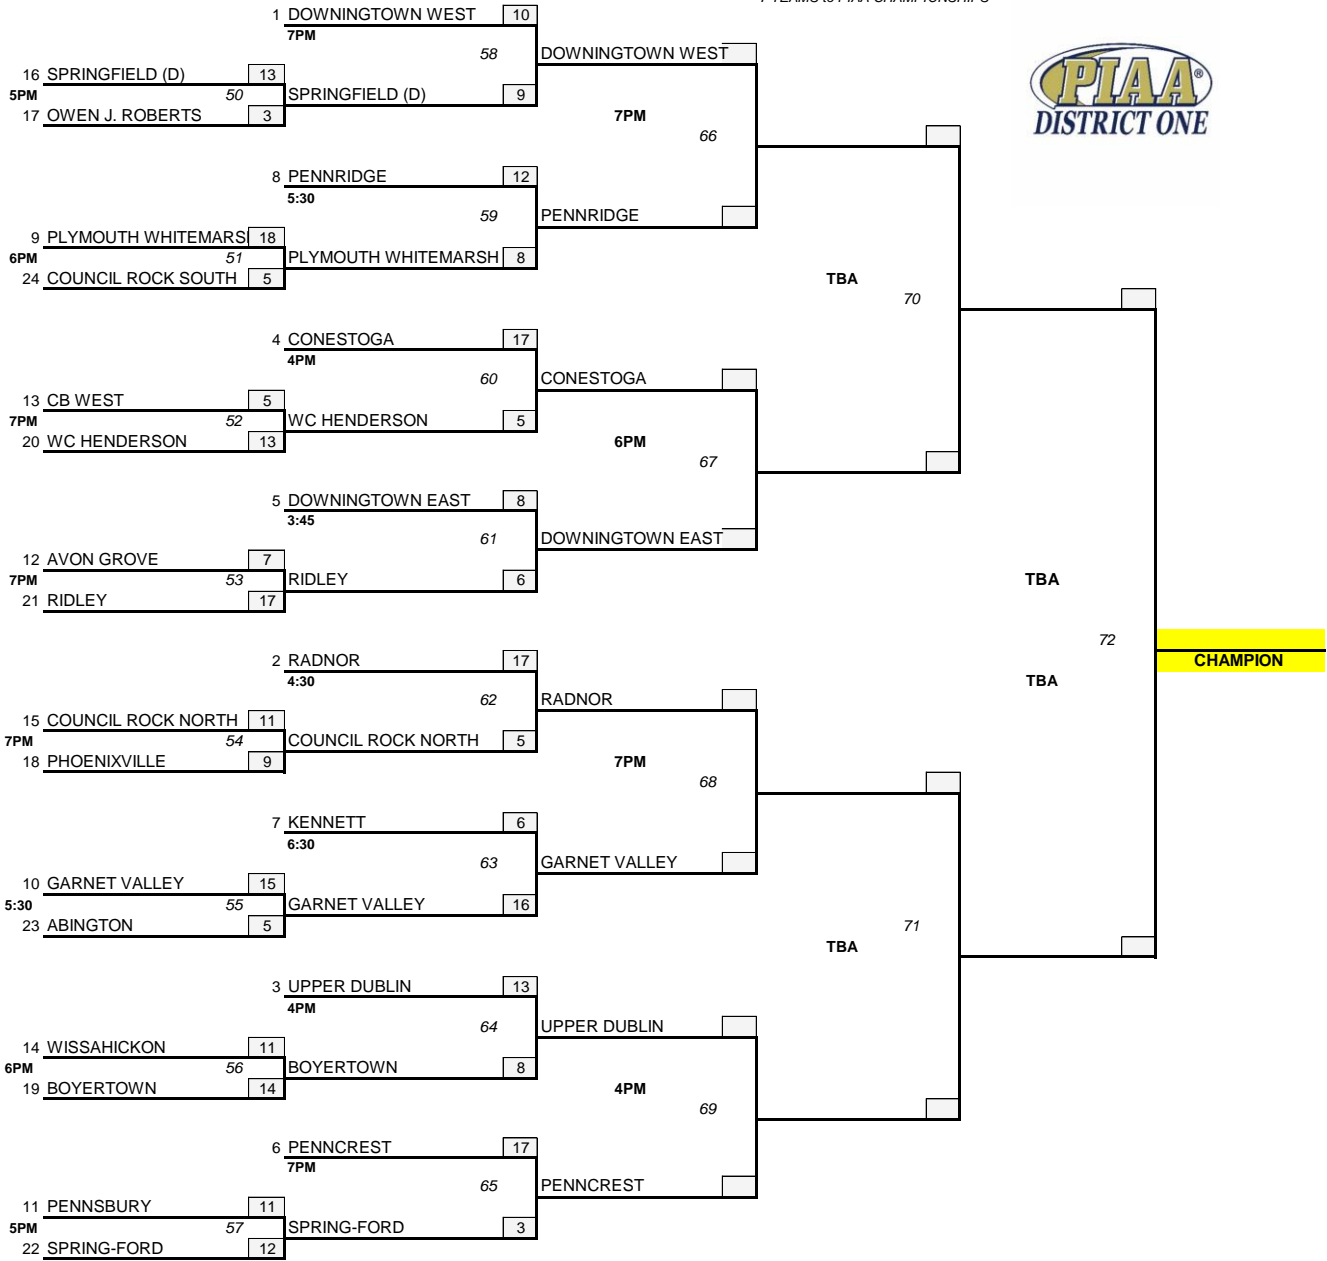 7 TEAMS to PIAA CHAMPIONSHIPS
PIAA®
DISTRICT ONE
1 DOWNINGTOWN WEST 10
7PM
58
DOWNINGTOWN WEST
16 SPRINGFIELD (D) 13
5PM
50
SPRINGFIELD (D) 9
17 OWEN J. ROBERTS 3
7PM
66
8 PENNRIDGE 12
5:30
59
PENNRIDGE
9 PLYMOUTH WHITEMARS 18
6PM
51
PLYMOUTH WHITEMARSH 8
24 COUNCIL ROCK SOUTH 5
TBA
70
4 CONESTOGA 17
4PM
60
CONESTOGA
13 CB WEST 5
7PM
52
WC HENDERSON 5
20 WC HENDERSON 13
6PM
67
5 DOWNINGTOWN EAST 8
3:45
61
DOWNINGTOWN EAST
12 AVON GROVE 7
7PM
53
RIDLEY 6
21 RIDLEY 17
TBA
72
CHAMPION
TBA
2 RADNOR 17
4:30
62
RADNOR
15 COUNCIL ROCK NORTH 11
7PM
54
COUNCIL ROCK NORTH 5
18 PHOENIXVILLE 9
7PM
68
7 KENNETT 6
6:30
63
GARNET VALLEY
10 GARNET VALLEY 15
5:30
55
GARNET VALLEY 16
23 ABINGTON 5
71
TBA
3 UPPER DUBLIN 13
4PM
64
UPPER DUBLIN
14 WISSAHICKON 11
6PM
56
BOYERTOWN 8
19 BOYERTOWN 14
4PM
69
6 PENNCREST 17
7PM
65
PENNCREST
11 PENNSBURY 11
5PM
57
SPRING-FORD 3
22 SPRING-FORD 12